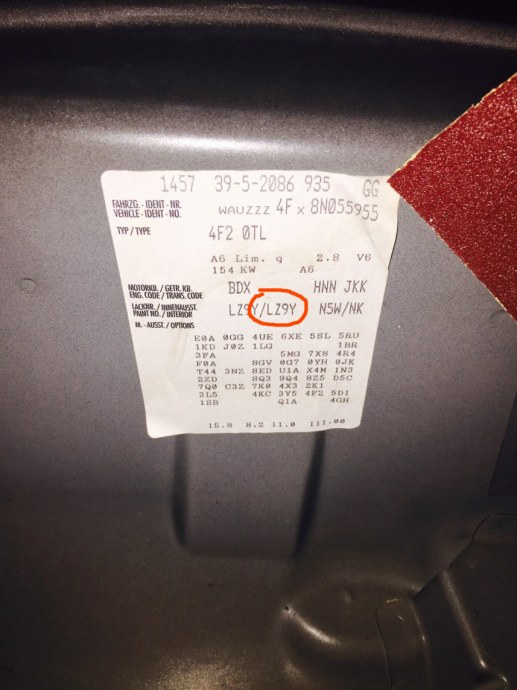 1457 39-5-2086 935 GG
FAHRZG.-IDENT-NR. VEHICLE-IDENT-NO. WAUZZZ 4F x 8N055955
TYP / TYPE 4F2 0TL
A6 Lim. q 2.8 V6
154 KW A6
MOTORKB. / GETR. KB. ENG. CODE / TRANS. CODE BDX HNN JKK
LACKNR. / INNENAUSST. PAINT NO. / INTERIOR LZ9Y/LZ9Y N5W/NK
M.-AUSST. / OPTIONS
E0A 0GG 4UE 6XE 5SL 5RU
1KD J0Z 1LG 1BR
3FA 5MG 7X8 4R4
F0A 8GV 0G7 0YH 0JK
T44 3NZ 8ED U1A X4M 1N3
2ZD 8Q3 9Q4 8Z5 D5C
7Q0 C3Z 7K0 4X3 2K1
3L5 4KC 3Y5 4F2 5D1
1SB Q1A 4GH
15.8 8.2 11.0 111.00